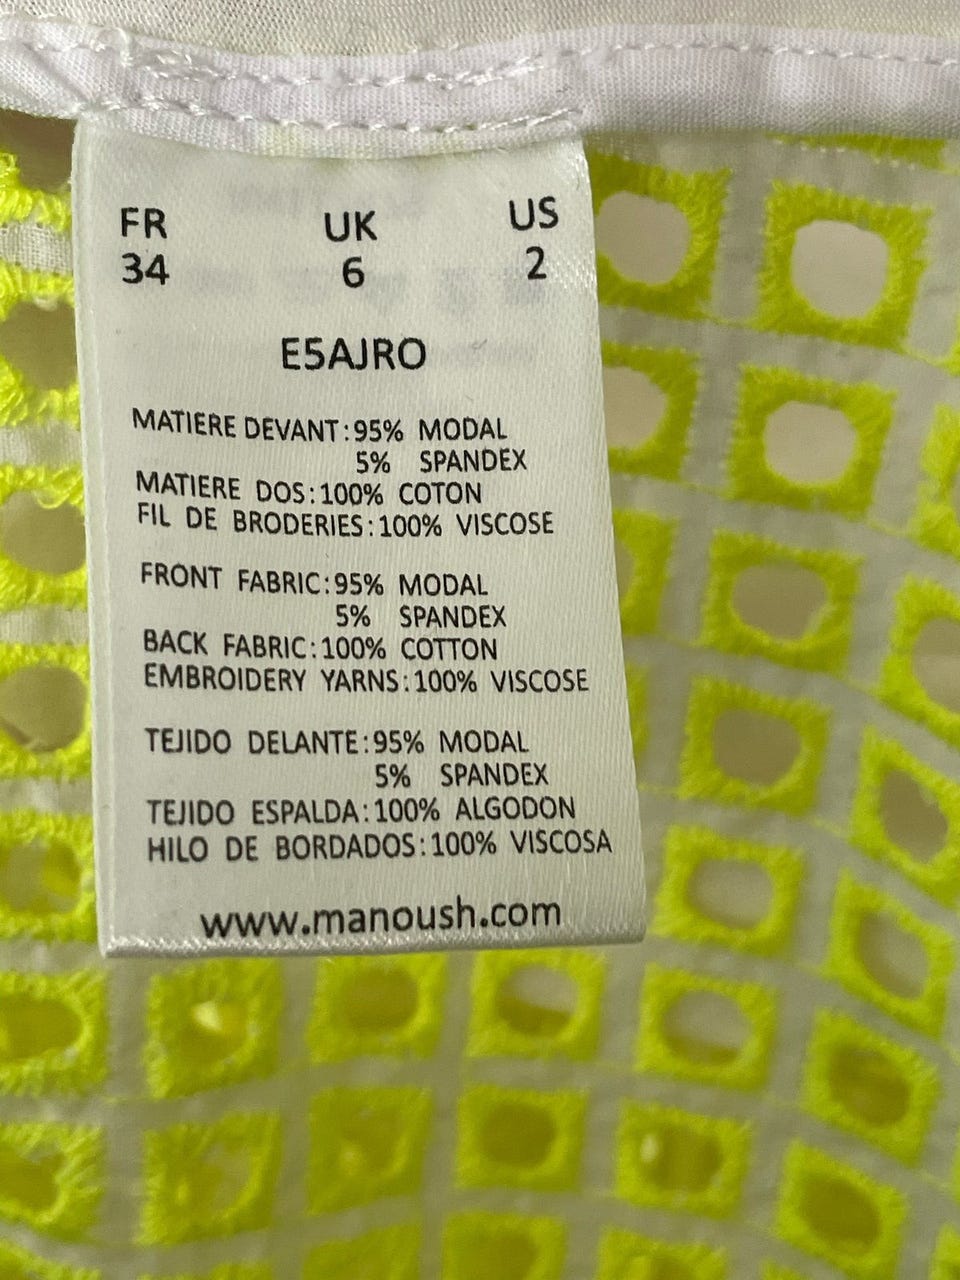 FR UK US
34 6 2
E5AJRO
MATIERE DEVANT:95% MODAL
5% SPANDEX
MATIERE DOS:100% COTON
FIL DE BRODERIES:100% VISCOSE
FRONT FABRIC:95% MODAL
5% SPANDEX
BACK FABRIC:100% COTTON
EMBROIDERY YARNS:100% VISCOSE
TEJIDO DELANTE:95% MODAL
5% SPANDEX
TEJIDO ESPALDA:100% ALGODON
HILO DE BORDADOS:100% VISCOSA
www.manoush.com